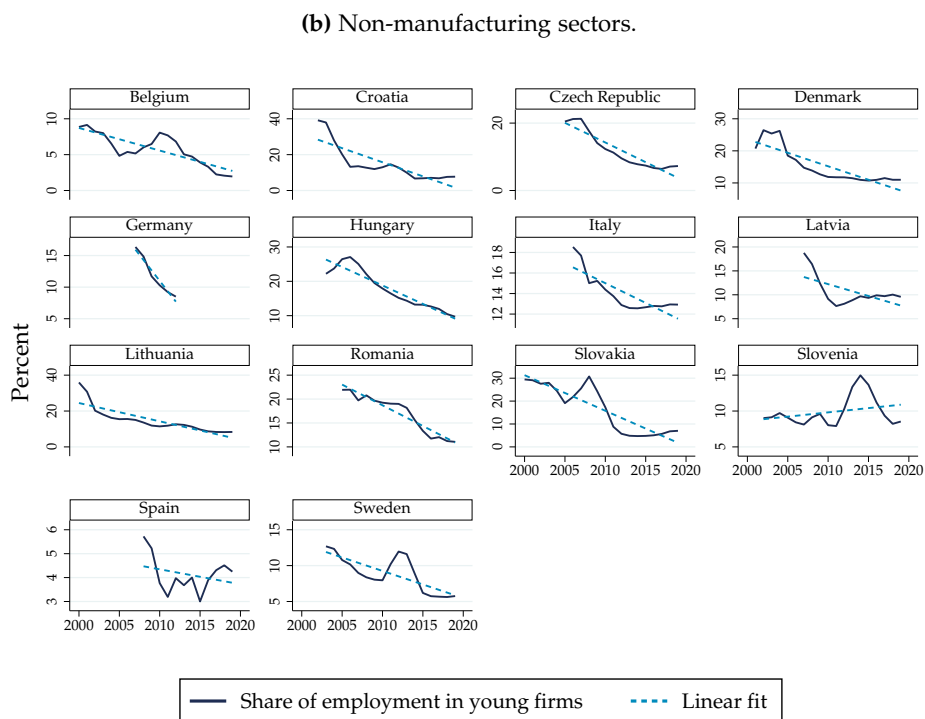 (b) Non-manufacturing sectors.
Percent
Belgium
10
5
0
Croatia
40
20
0
Czech Republic
20
0
Denmark
30
20
10
Germany
15
10
5
Hungary
30
20
10
Italy
18
16
14
12
Latvia
20
15
10
5
Lithuania
40
20
0
Romania
25
20
15
10
Slovakia
30
20
10
0
2000 2005 2010 2015 2020
Slovenia
15
10
5
2000 2005 2010 2015 2020
Spain
6
5
4
3
2000 2005 2010 2015 2020
Sweden
15
10
5
2000 2005 2010 2015 2020
Share of employment in young firms Linear fit